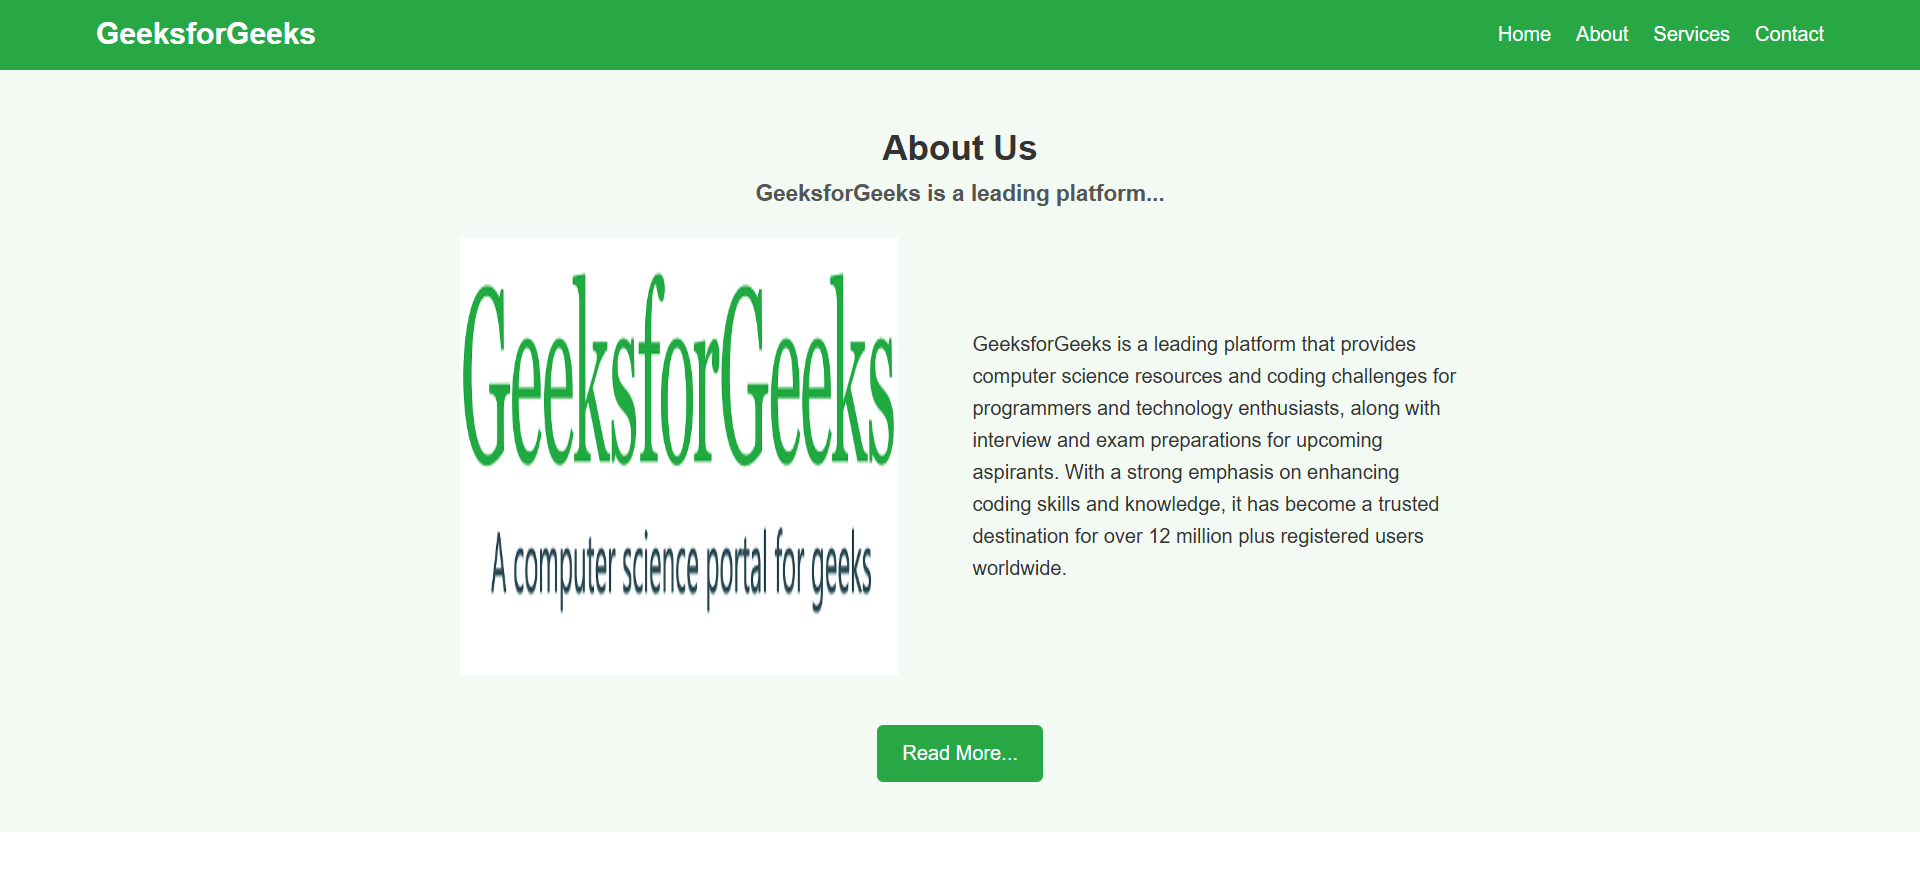 GeeksforGeeks
Home About Services Contact
About Us
GeeksforGeeks is a leading platform...
GeeksforGeeks
A computer science portal for geeks
GeeksforGeeks is a leading platform that provides
computer science resources and coding challenges for
programmers and technology enthusiasts, along with
interview and exam preparations for upcoming
aspirants. With a strong emphasis on enhancing
coding skills and knowledge, it has become a trusted
destination for over 12 million plus registered users
worldwide.
Read More...